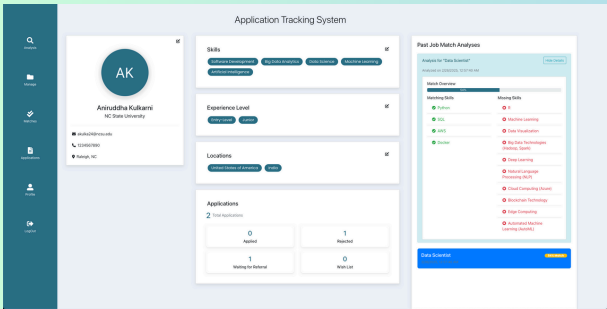 Application Tracking System
Analysis
Manage
Matches
Applications
Profile
LogOut
AK
Aniruddha Kulkarni
NC State University
1234567890
Raleigh, NC
Skills
Software Development
Big Data Analytics
Data Science
Machine Learning
Artificial Intelligence
Experience Level
Entry-Level
Junior
Locations
United States of America
India
Applications
2 Total Applications
0
Applied
1
Rejected
1
Waiting for Referral
0
Wish List
Past Job Match Analyses
Analysis for "Data Scientist"
Match Overview
Matching Skills
Python
SQL
AWS
Docker
Missing Skills
R
Machine Learning
Data Visualization
Big Data Technologies
(Hadoop, Spark)
Deep Learning
Natural Language
Processing (NLP)
Cloud Computing (Azure)
Blockchain Technology
Edge Computing
Automated Machine
Learning (AutoML)
Data Scientist